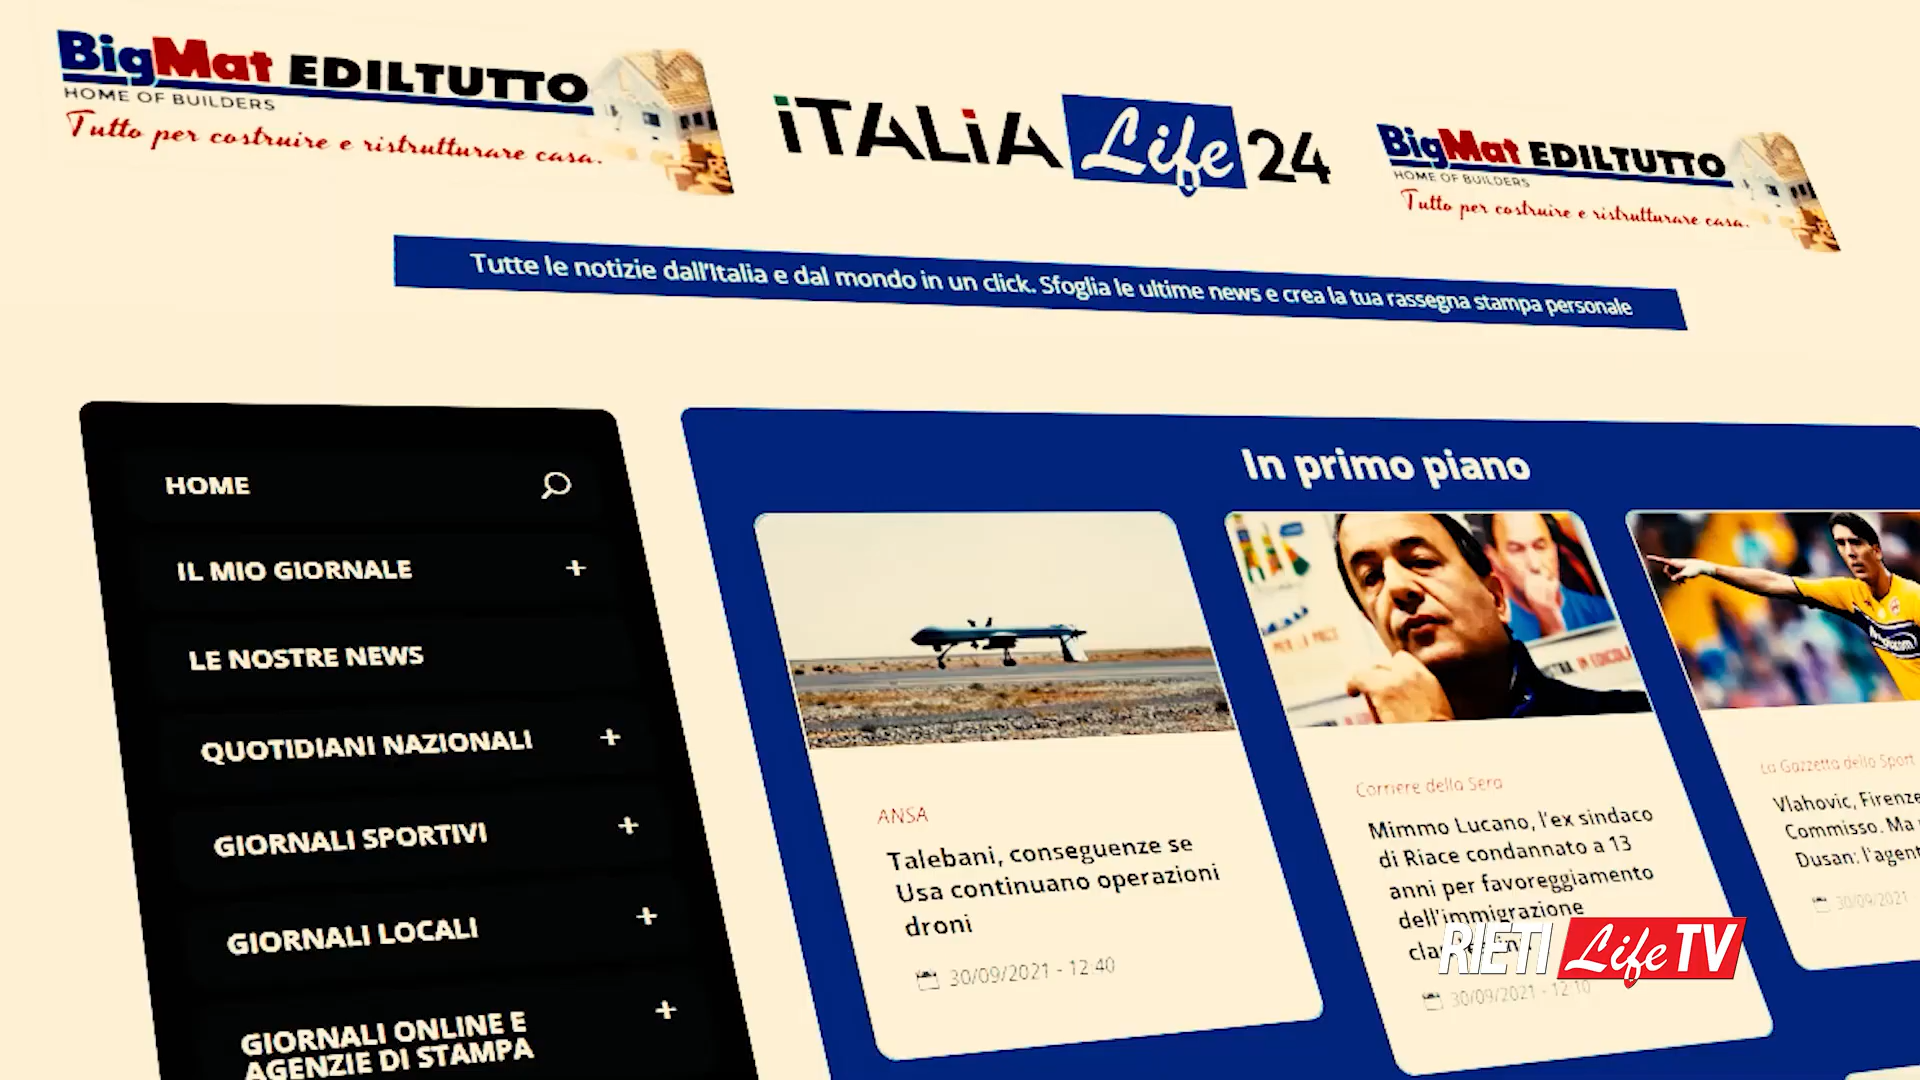 BigMat EDILTUTTO
HOME OF BUILDERS
Tutto per costruire e ristrutturare casa.
iTALiA Life 24
BigMat EDILTUTTO
HOME OF BUILDERS
Tutto per costruire e ristrutturare casa.
Tutte le notizie dall'Italia e dal mondo in un click. Sfoglia le ultime news e crea la tua rassegna stampa personale
HOME
IL MIO GIORNALE +
LE NOSTRE NEWS
QUOTIDIANI NAZIONALI +
GIORNALI SPORTIVI +
GIORNALI LOCALI +
GIORNALI ONLINE E +
AGENZIE DI STAMPA
In primo piano
ANSA
Talebani, conseguenze se
Usa continuano operazioni
droni
30/09/2021 - 12:40
Corriere della Sera
Mimmo Lucano, l'ex sindaco
di Riace condannato a 13
anni per favoreggiamento
dell'immigrazione
30/09/2021 - 12:10
La Gazzetta dello Sport
Vlahovic, Firenze
Commisso. Ma
Dusan: l'agent
30/09/2021
RIETI Life TV